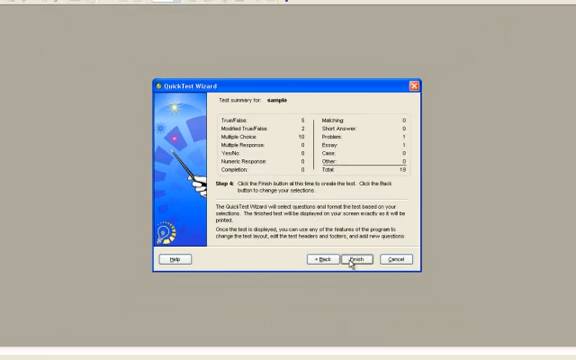 QuickTest Wizard
Test summary for: sample
True/False: 5
Modified True/False: 2
Multiple Choice: 10
Multiple Response: 0
Yes/No: 0
Numeric Response: 0
Completion: 0
Matching: 0
Short Answer: 0
Problem: 1
Essay: 1
Case: 0
Other: 0
Total: 19
Step 4: Click the Finish button at this time to create the test. Click the Back
button to change your selections.
The QuickTest Wizard will select questions and format the test based on your
selections. The finished test will be displayed on your screen exactly as it will be
printed.
Once the test is displayed, you can use any of the features of the program to
change the test layout, edit the test headers and footers, and add new questions.
Help
< Back
Finish
Cancel